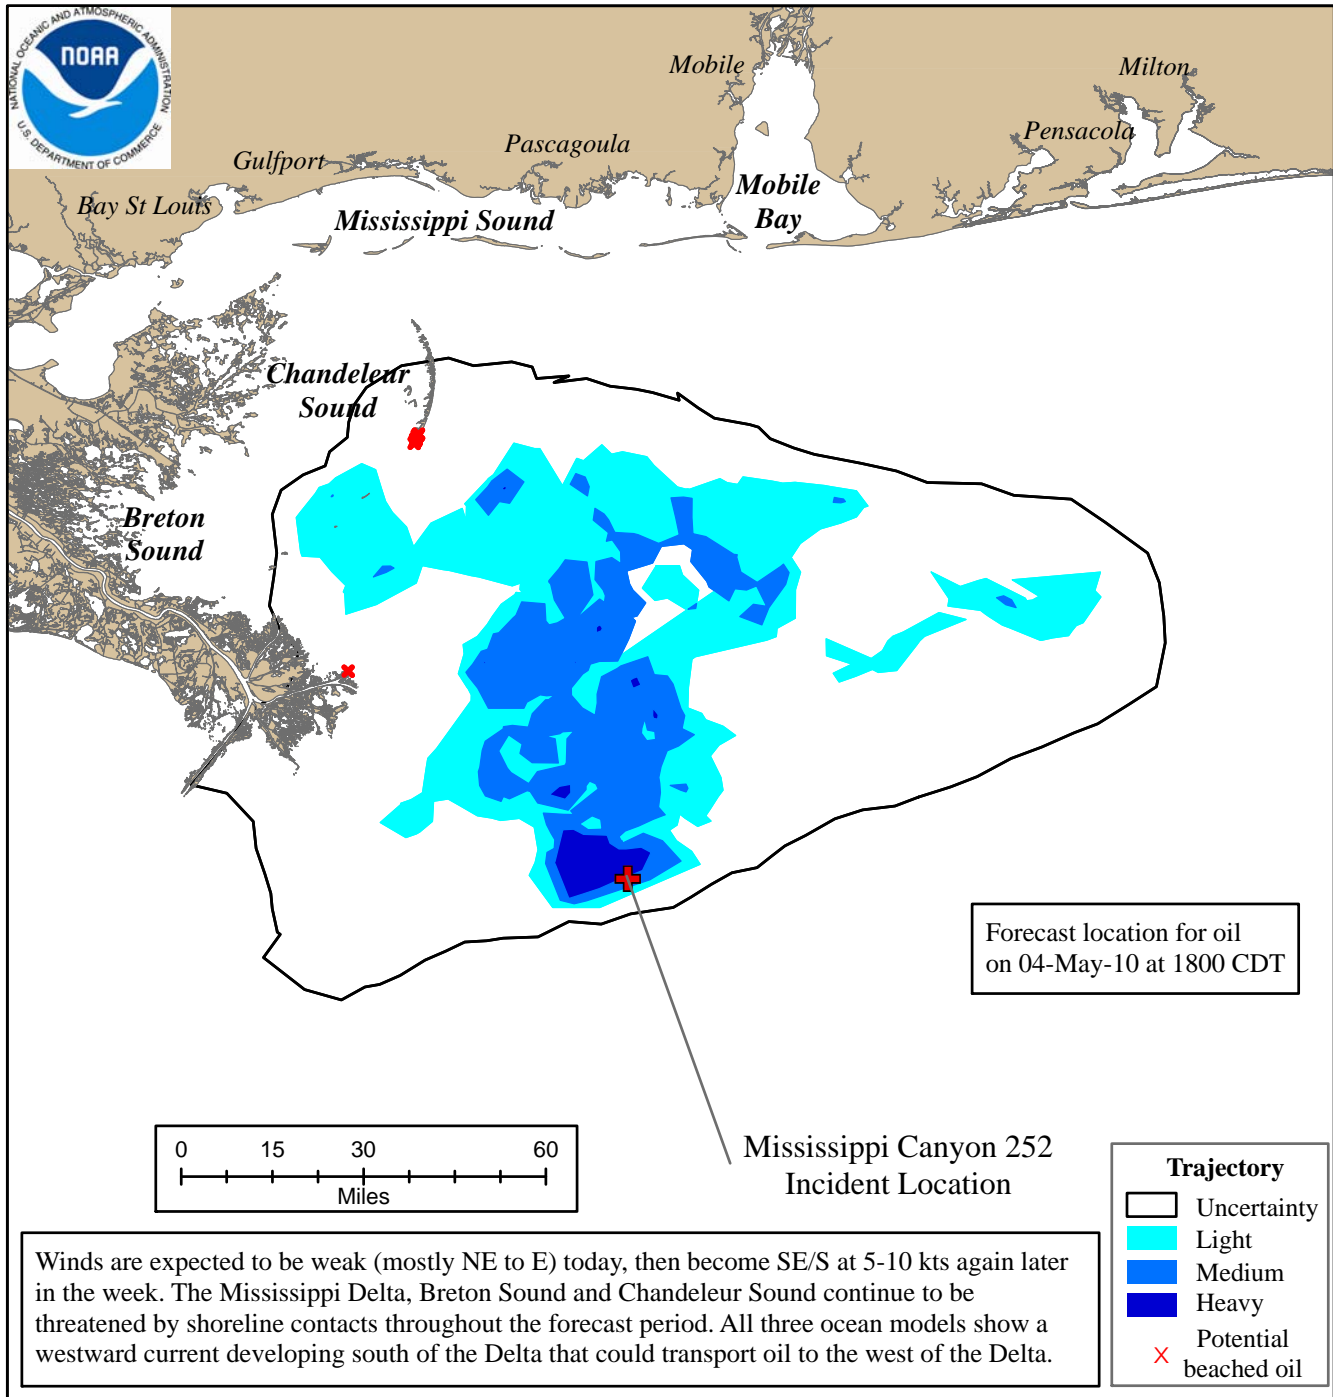 NATIONAL OCEANIC AND ATMOSPHERIC ADMINISTRATION
NOAA
U.S. DEPARTMENT OF COMMERCE
Mobile
Milton
Pensacola
Pascagoula
Gulfport
Mobile
Bay
Bay St Louis
Mississippi Sound
Chandeleur
Sound
Breton
Sound
Forecast location for oil
on 04-May-10 at 1800 CDT
0 15 30 60
Miles
Mississippi Canyon 252
Incident Location
Trajectory
Uncertainty
Light
Medium
Heavy
Potential
beached oil
Winds are expected to be weak (mostly NE to E) today, then become SE/S at 5-10 kts again later
in the week. The Mississippi Delta, Breton Sound and Chandeleur Sound continue to be
threatened by shoreline contacts throughout the forecast period. All three ocean models show a
westward current developing south of the Delta that could transport oil to the west of the Delta.